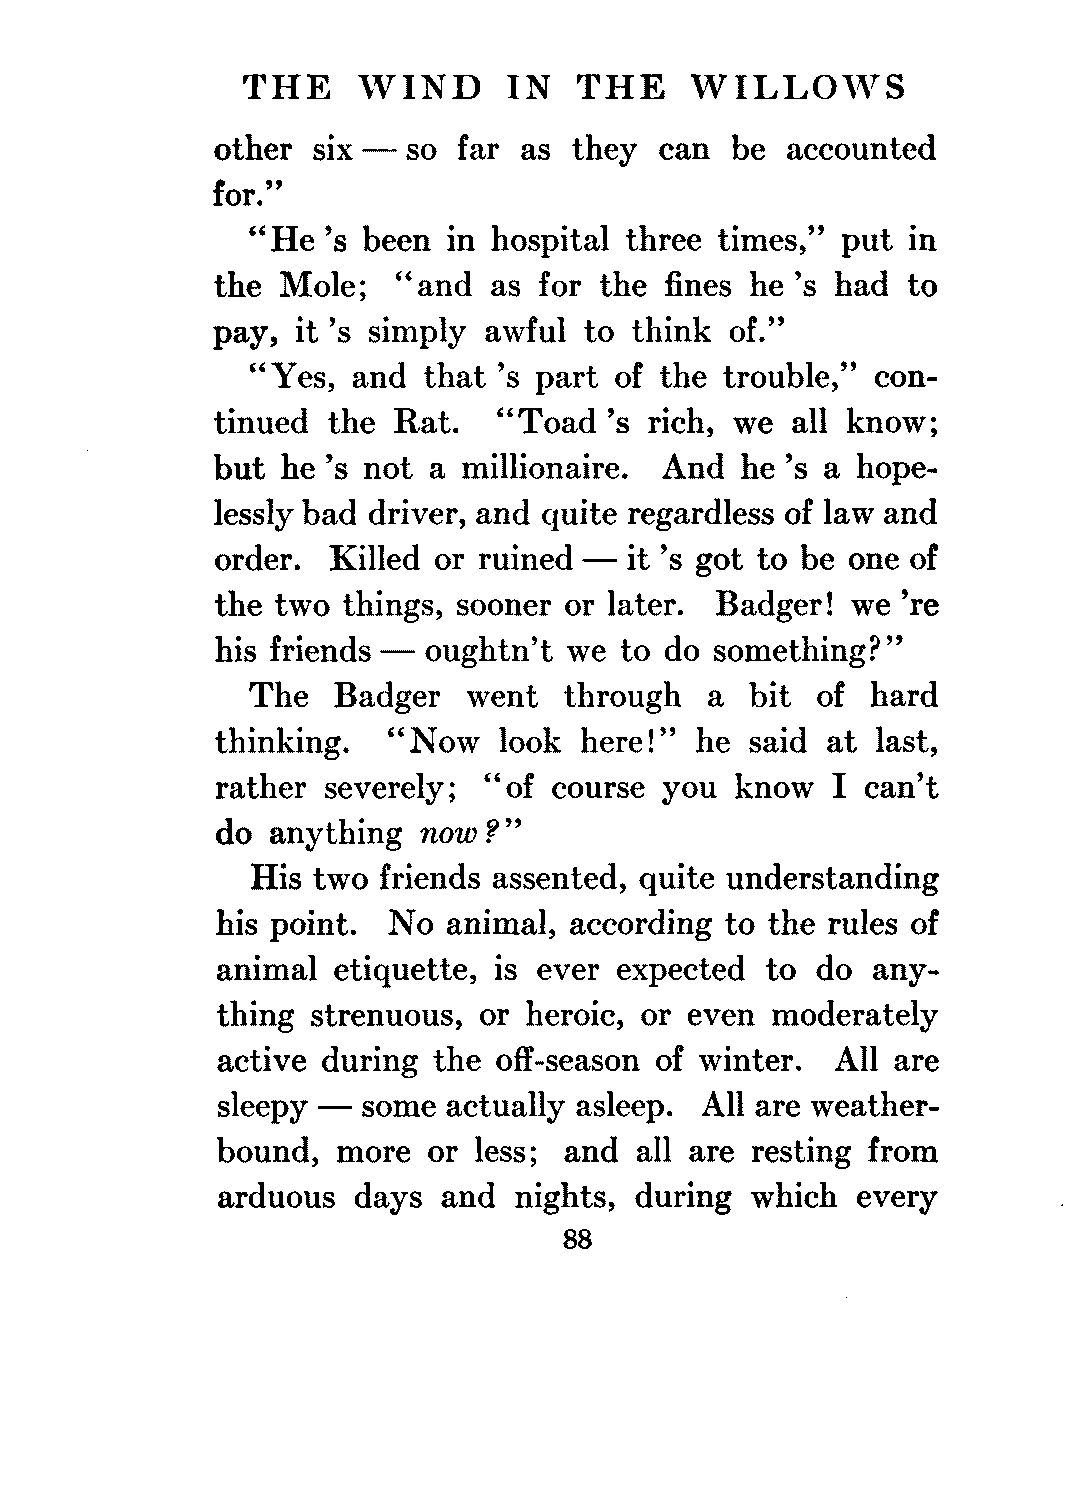 THE WIND IN THE WILLOWS
other six — so far as they can be accounted
for."
"He 's been in hospital three times," put in
the Mole; "and as for the fines he 's had to
pay, it 's simply awful to think of."
"Yes, and that 's part of the trouble," con-
tinued the Rat. "Toad 's rich, we all know;
but he 's not a millionaire. And he 's a hope-
lessly bad driver, and quite regardless of law and
order. Killed or ruined — it 's got to be one of
the two things, sooner or later. Badger! we 're
his friends — oughtn't we to do something?"
The Badger went through a bit of hard
thinking. "Now look here!" he said at last,
rather severely; "of course you know I can't
do anything now?"
His two friends assented, quite understanding
his point. No animal, according to the rules of
animal etiquette, is ever expected to do any-
thing strenuous, or heroic, or even moderately
active during the off-season of winter. All are
sleepy — some actually asleep. All are weather-
bound, more or less; and all are resting from
arduous days and nights, during which every
88